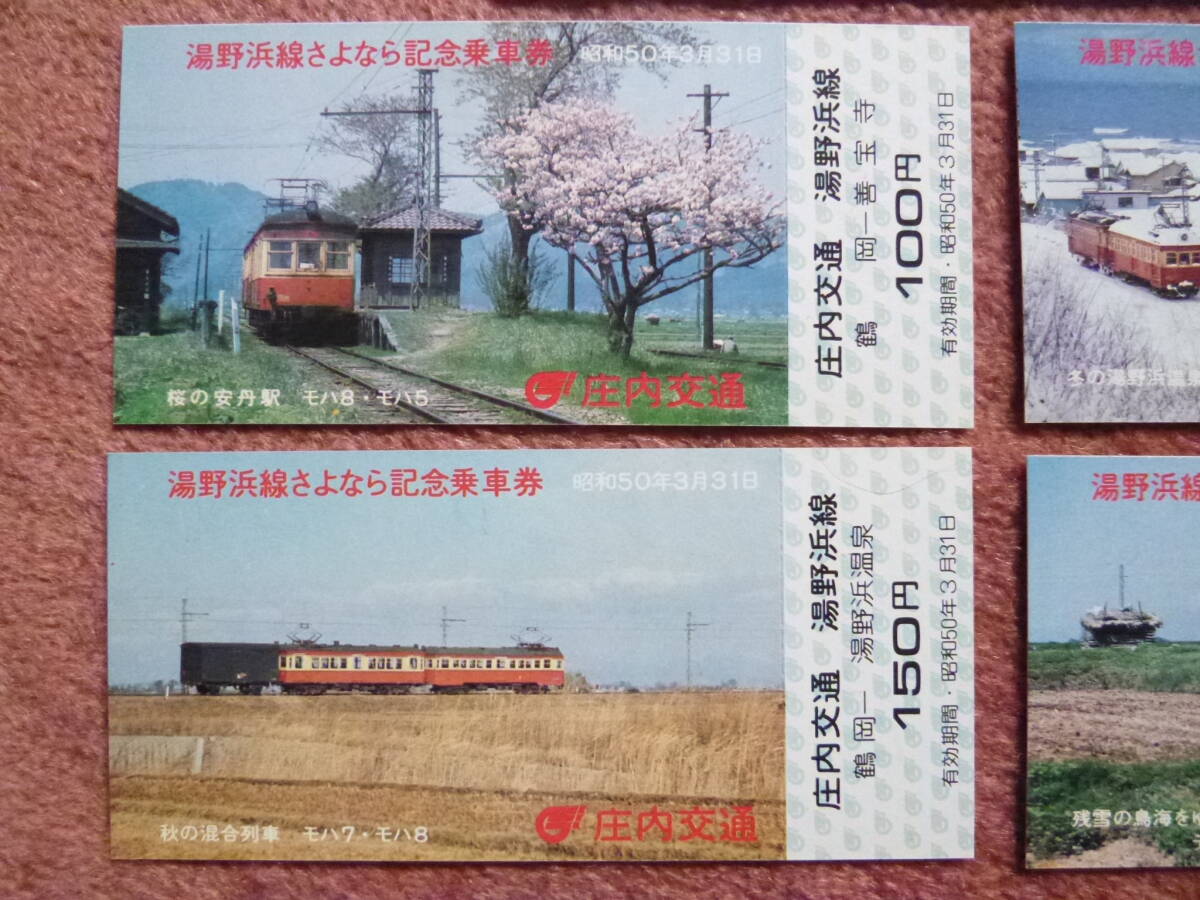 湯野浜線さよなら記念乗車券 昭和50年3月31日
桜の安丹駅 モハ8・モハ5
庄内交通
庄内交通 湯野浜線
鶴岡―善宝寺
100円
有効期間・昭和50年3月31日
湯野浜線
冬の湯野浜温
湯野浜線さよなら記念乗車券 昭和50年3月31日
秋の混合列車 モハ7・モハ8
庄内交通
庄内交通 湯野浜線
鶴岡―湯野浜温泉
150円
有効期間・昭和50年3月31日
湯野浜線
残雪の鳥海を